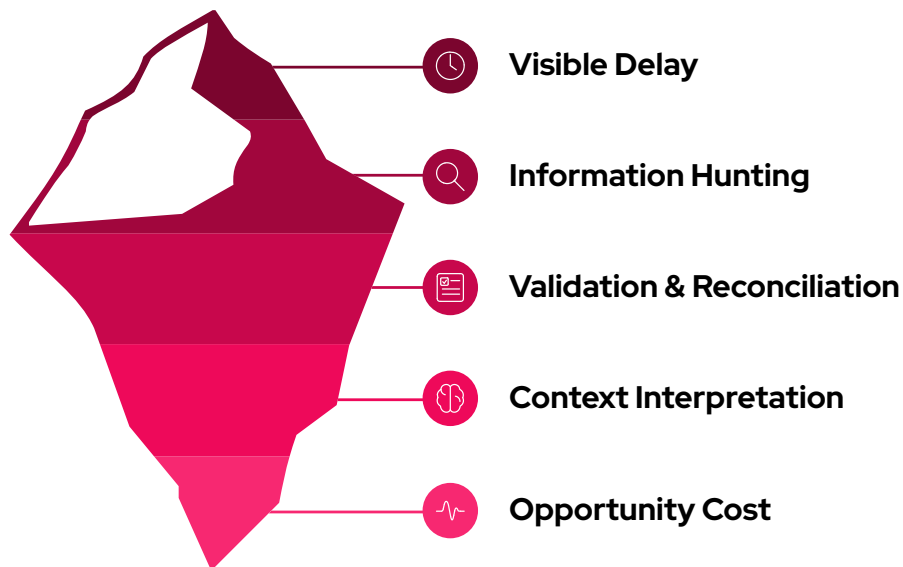 Visible Delay
Information Hunting
Validation & Reconciliation
Context Interpretation
Opportunity Cost